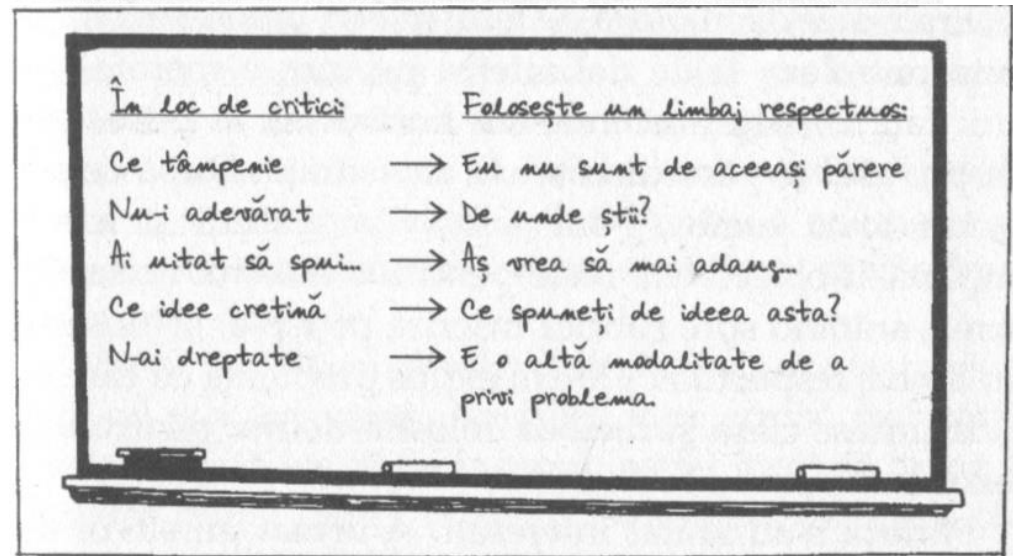 În loc de critici: Folosește un limbaj respectuos:
Ce tâmpenie → Eu nu sunt de aceeași părere
Nu-i adevărat → De unde știi?
Ai uitat să spui... → Aș vrea să mai adaug...
Ce idee cretină → Ce spuneti de ideea asta?
N-ai dreptate → E o altă modalitate de a
privi problema.